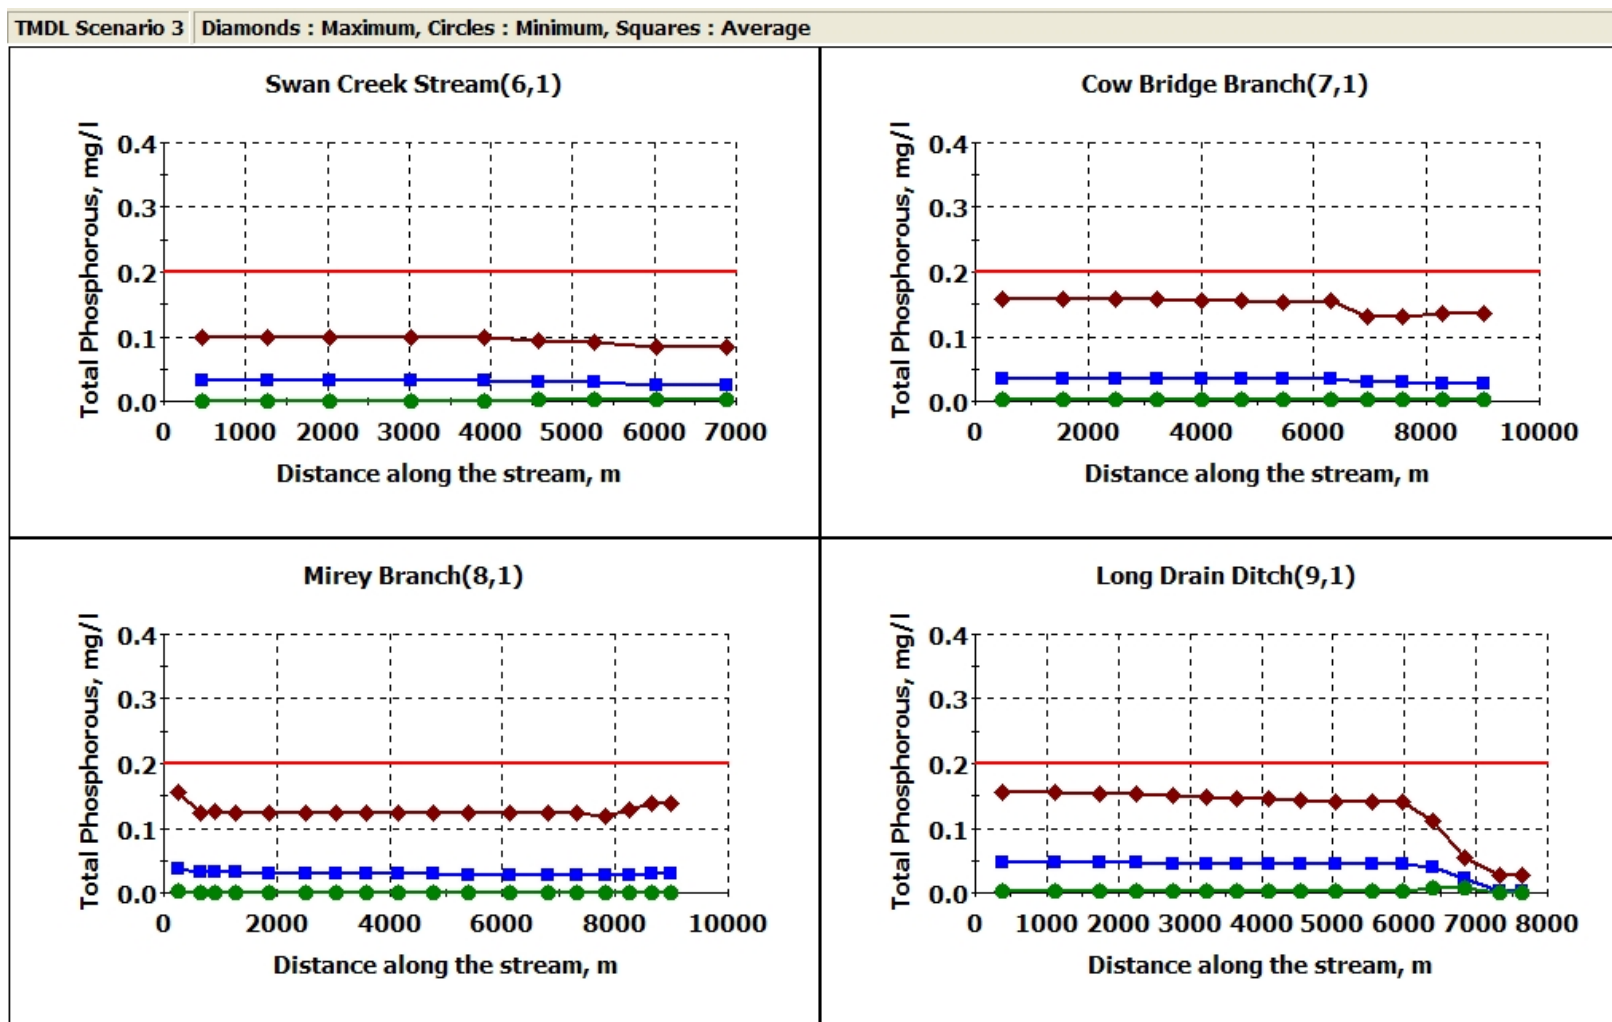 TMDL Scenario 3 Diamonds : Maximum, Circles : Minimum, Squares : Average
Swan Creek Stream(6,1)
Total Phosphorous, mg/l
0.4
0.3
0.2
0.1
0.0
0 1000 2000 3000 4000 5000 6000 7000
Distance along the stream, m
Cow Bridge Branch(7,1)
Total Phosphorous, mg/l
0.4
0.3
0.2
0.1
0.0
0 2000 4000 6000 8000 10000
Distance along the stream, m
Mirey Branch(8,1)
Total Phosphorous, mg/l
0.4
0.3
0.2
0.1
0.0
0 2000 4000 6000 8000 10000
Distance along the stream, m
Long Drain Ditch(9,1)
Total Phosphorous, mg/l
0.4
0.3
0.2
0.1
0.0
0 1000 2000 3000 4000 5000 6000 7000 8000
Distance along the stream, m